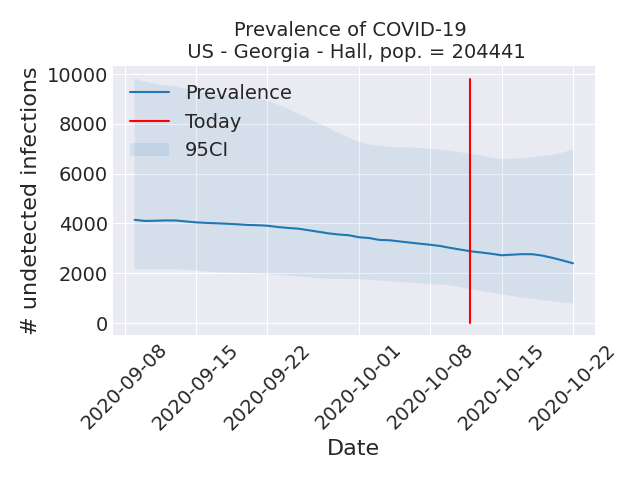 Prevalence of COVID-19
US - Georgia - Hall, pop. = 204441
# undetected infections
10000
8000
6000
4000
2000
0
Prevalence
Today
95CI
2020-09-08
2020-09-15
2020-09-22
2020-10-01
2020-10-08
2020-10-15
2020-10-22
Date